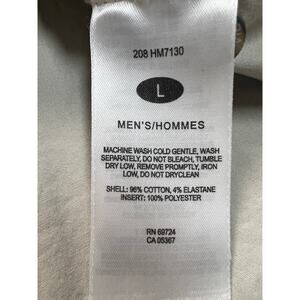 208 HM7130
L
MEN'S/HOMMES
MACHINE WASH COLD GENTLE, WASH
SEPARATELY, DO NOT BLEACH, TUMBLE
DRY LOW, REMOVE PROMPTLY, IRON
LOW, DO NOT DRYCLEAN
SHELL: 96% COTTON, 4% ELASTANE
INSERT: 100% POLYESTER
RN 69724
CA 05367